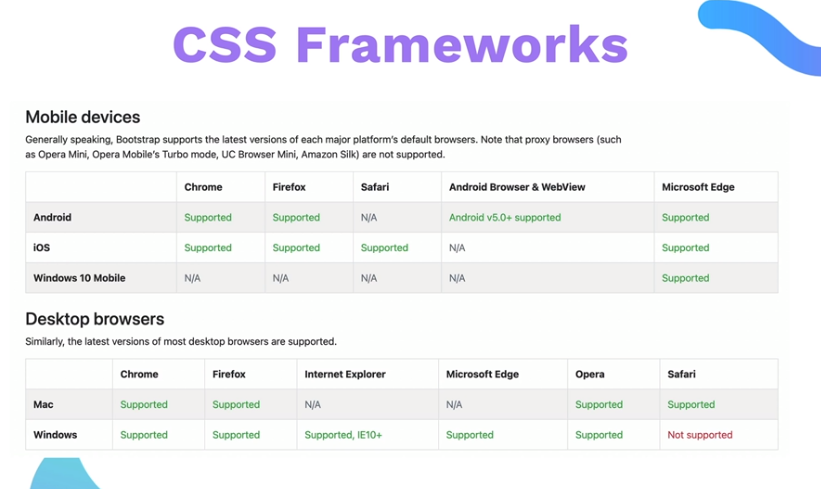 CSS Frameworks
Mobile devices
Generally speaking, Bootstrap supports the latest versions of each major platform's default browsers. Note that proxy browsers (such
as Opera Mini, Opera Mobile's Turbo mode, UC Browser Mini, Amazon Silk) are not supported.
Chrome Firefox Safari Android Browser & WebView Microsoft Edge
Android Supported Supported N/A Android v5.0+ supported Supported
iOS Supported Supported Supported N/A Supported
Windows 10 Mobile N/A N/A N/A N/A Supported
Desktop browsers
Similarly, the latest versions of most desktop browsers are supported.
Chrome Firefox Internet Explorer Microsoft Edge Opera Safari
Mac Supported Supported N/A N/A Supported Supported
Windows Supported Supported Supported, IE10+ Supported Supported Not supported